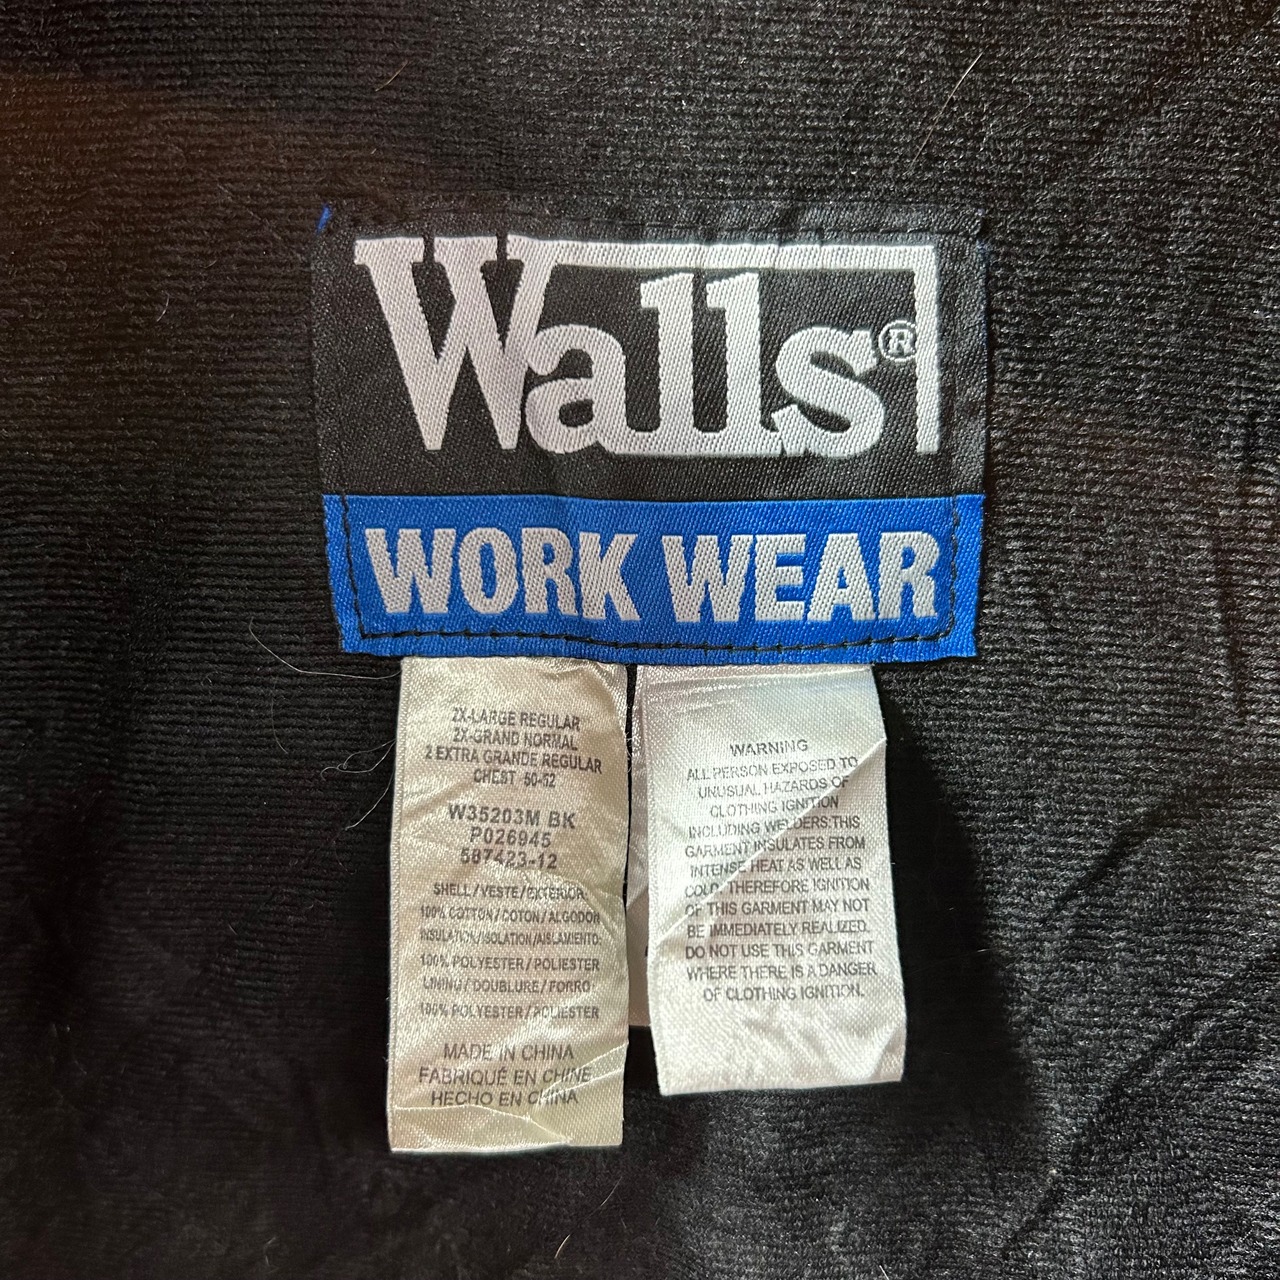 Walls®
WORK WEAR
2X-LARGE REGULAR
2X-GRAND NORMAL
2 EXTRA GRANDE REGULAR
CHEST 50-52
W35203M BK
P026945
587423-12
SHELL/VESTE/EXTERIOR:
100% COTTON/COTON/ALGODON
INSULATION/ISOLATION/AISLAMIENTO:
100% POLYESTER/POLIESTER
LINING/DOUBLURE/FORRO:
100% POLYESTER/POLIESTER
MADE IN CHINA
FABRIQUÉ EN CHINE
HECHO EN CHINA
WARNING
ALL PERSON EXPOSED TO
UNUSUAL HAZARDS OF
CLOTHING IGNITION
INCLUDING WELDERS:THIS
GARMENT INSULATES FROM
INTENSE HEAT AS WELL AS
COLD. THEREFORE IGNITION
OF THIS GARMENT MAY NOT
BE IMMEDIATELY REALIZED.
DO NOT USE THIS GARMENT
WHERE THERE IS A DANGER
OF CLOTHING IGNITION.